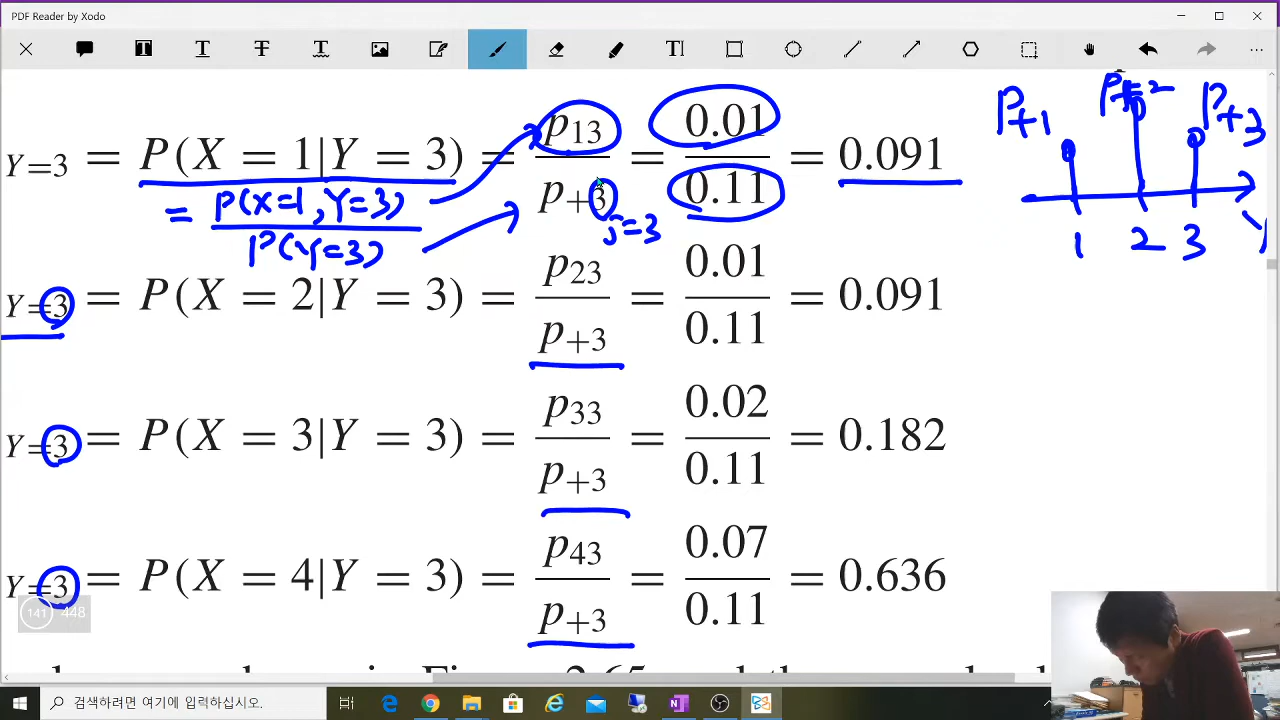 PDF Reader by Xodo
Y=3 = P(X = 1|Y = 3) = p13 / p+3 = 0.01 / 0.11 = 0.091
= P(X=1, Y=3) / P(Y=3)
j=3
P+1 P+2 P+3
1 2 3 Y
Y=3 = P(X = 2|Y = 3) = p23 / p+3 = 0.01 / 0.11 = 0.091
Y=3 = P(X = 3|Y = 3) = p33 / p+3 = 0.02 / 0.11 = 0.182
Y=3 = P(X = 4|Y = 3) = p43 / p+3 = 0.07 / 0.11 = 0.636
141 448
검색하려면 여기에 입력하십시오.